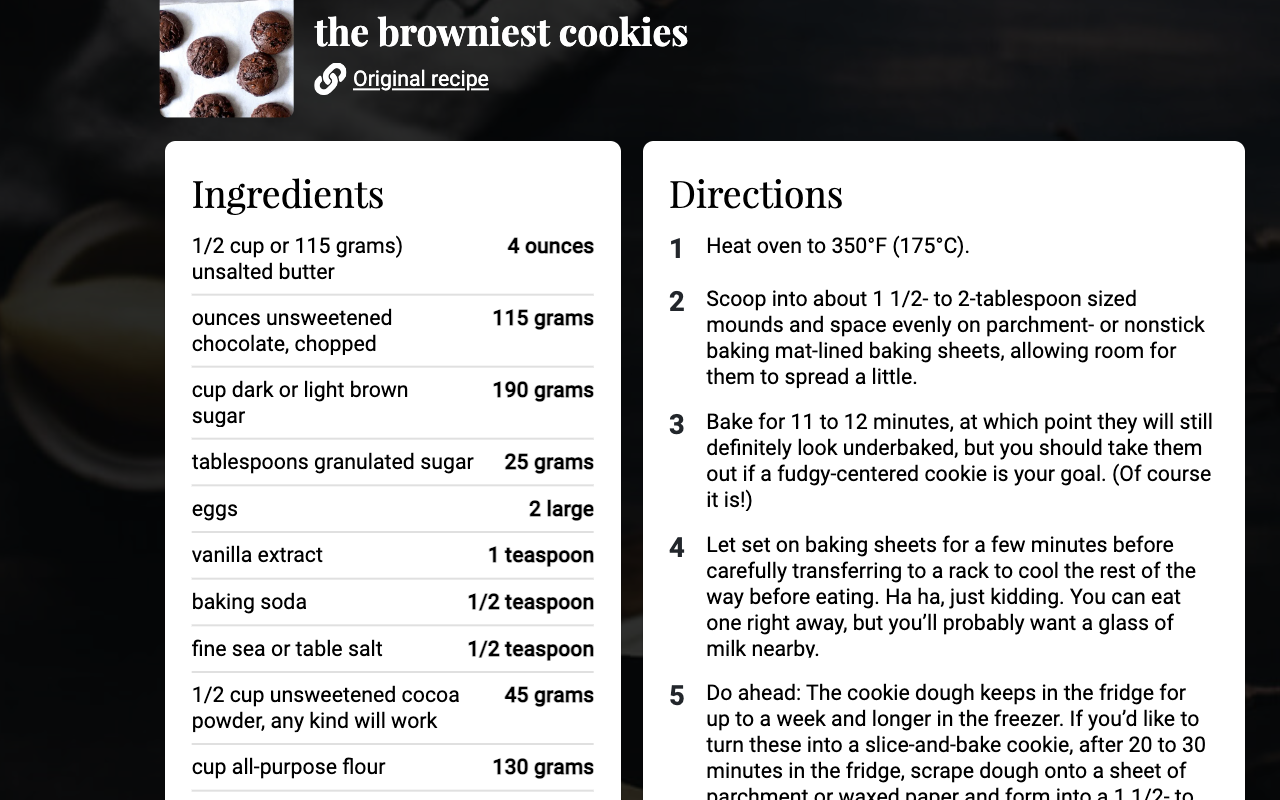 the browniest cookies
Original recipe
Ingredients
1/2 cup or 115 grams) 4 ounces
unsalted butter
ounces unsweetened 115 grams
chocolate, chopped
cup dark or light brown 190 grams
sugar
tablespoons granulated sugar 25 grams
eggs 2 large
vanilla extract 1 teaspoon
baking soda 1/2 teaspoon
fine sea or table salt 1/2 teaspoon
1/2 cup unsweetened cocoa 45 grams
powder, any kind will work
cup all-purpose flour 130 grams
Directions
1 Heat oven to 350°F (175°C).
2 Scoop into about 1 1/2- to 2-tablespoon sized
mounds and space evenly on parchment- or nonstick
baking mat-lined baking sheets, allowing room for
them to spread a little.
3 Bake for 11 to 12 minutes, at which point they will still
definitely look underbaked, but you should take them
out if a fudgy-centered cookie is your goal. (Of course
it is!)
4 Let set on baking sheets for a few minutes before
carefully transferring to a rack to cool the rest of the
way before eating. Ha ha, just kidding. You can eat
one right away, but you’ll probably want a glass of
milk nearby.
5 Do ahead: The cookie dough keeps in the fridge for
up to a week and longer in the freezer. If you’d like to
turn these into a slice-and-bake cookie, after 20 to 30
minutes in the fridge, scrape dough onto a sheet of
parchment or waxed paper and form into a 1 1/2- to